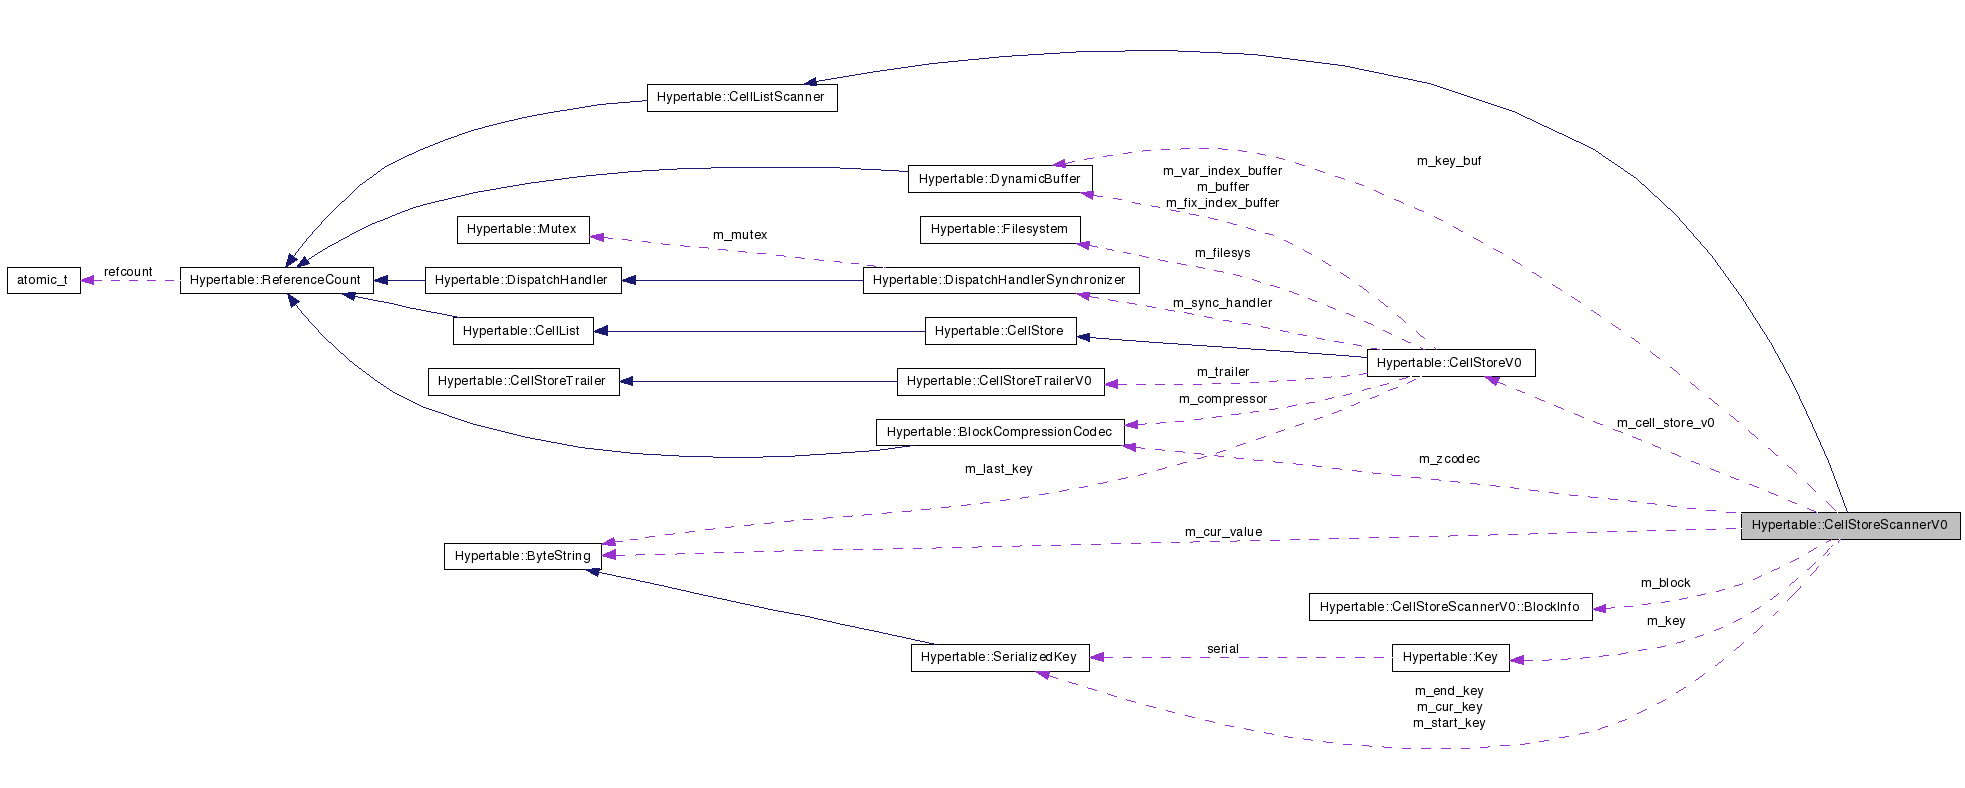 Hypertable::CellListScanner
m_key_buf
m_var_index_buffer
m_buffer
m_fix_index_buffer
Hypertable::DynamicBuffer
Hypertable::Mutex
m_mutex
Hypertable::Filesystem
m_filesys
atomic_t
refcount
Hypertable::ReferenceCount
Hypertable::DispatchHandler
Hypertable::DispatchHandlerSynchronizer
m_sync_handler
Hypertable::CellList
Hypertable::CellStore
Hypertable::CellStoreV0
Hypertable::CellStoreTrailer
Hypertable::CellStoreTrailerV0
m_trailer
m_compressor
Hypertable::BlockCompressionCodec
m_cell_store_v0
m_zcodec
m_last_key
Hypertable::CellStoreScannerV0
m_cur_value
Hypertable::ByteString
m_block
Hypertable::CellStoreScannerV0::BlockInfo
m_key
Hypertable::SerializedKey
serial
Hypertable::Key
m_end_key
m_cur_key
m_start_key